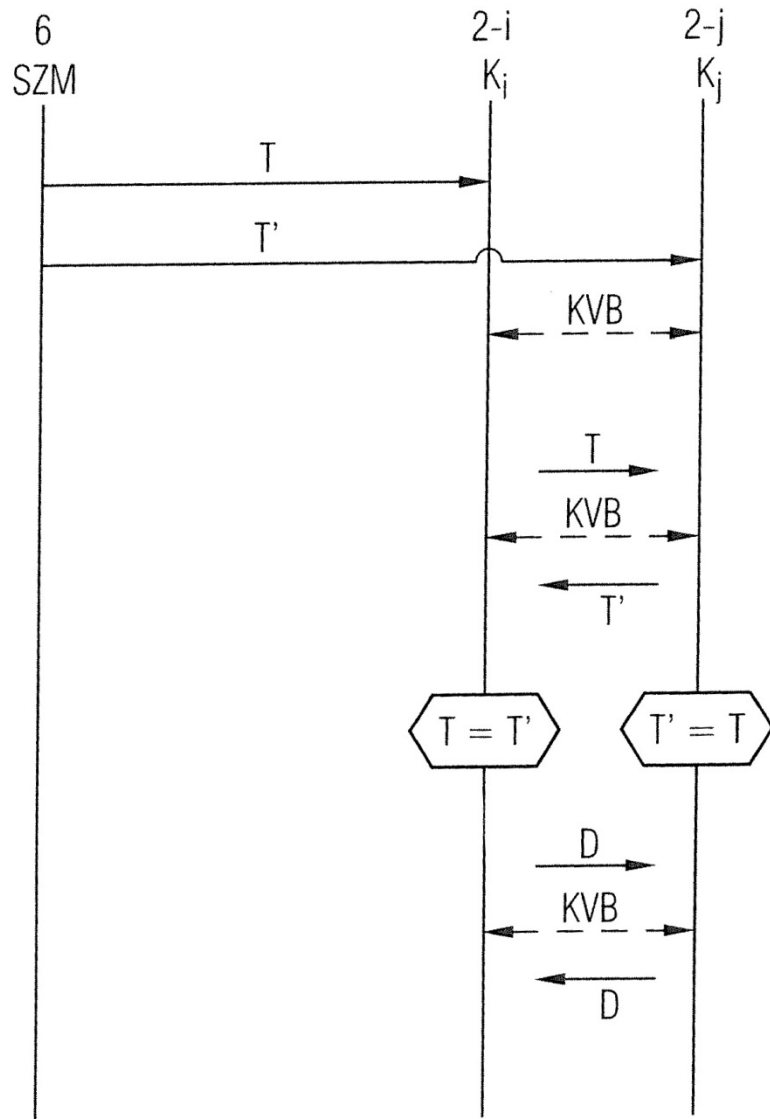 6 2-i 2-j
SZM Ki Kj
T
T'
KVB
T
KVB
T'
T = T' T' = T
D
KVB
D